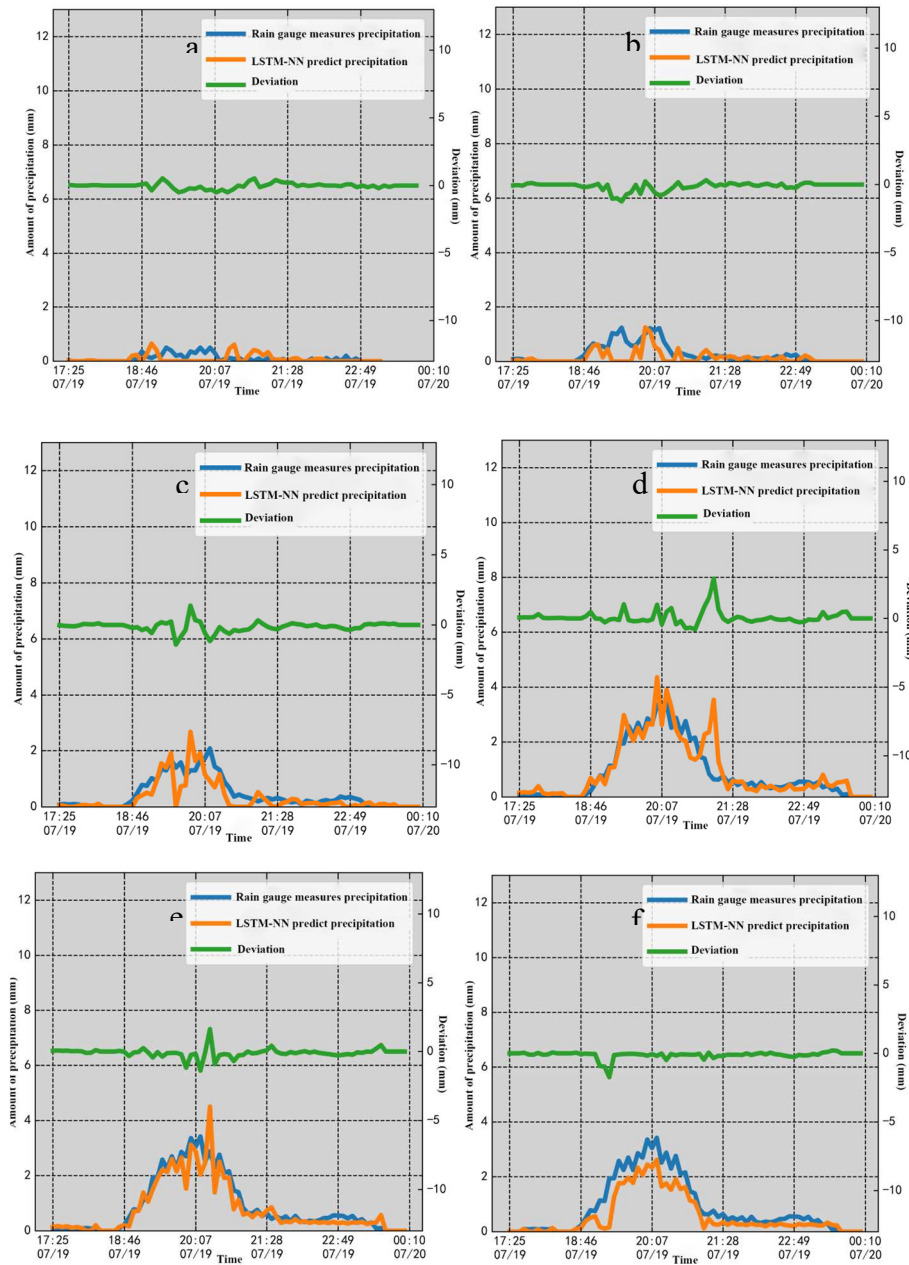 a
Rain gauge measures precipitation
LSTM-NN predict precipitation
Deviation
Amount of precipitation (mm)
12
10
8
6
4
2
0
10
5
0
−5
−10
Deviation (mm)
17:25 18:46 20:07 21:28 22:49 00:10
07/19 07/19 07/19 07/19 07/19 07/20
Time
b
Rain gauge measures precipitation
LSTM-NN predict precipitation
Deviation
Amount of precipitation (mm)
12
10
8
6
4
2
0
10
5
0
−5
−10
Deviation (mm)
17:25 18:46 20:07 21:28 22:49 00:10
07/19 07/19 07/19 07/19 07/19 07/20
Time
c
Rain gauge measures precipitation
LSTM-NN predict precipitation
Deviation
Amount of precipitation (mm)
12
10
8
6
4
2
0
10
5
0
−5
−10
Deviation (mm)
17:25 18:46 20:07 21:28 22:49 00:10
07/19 07/19 07/19 07/19 07/19 07/20
Time
d
Rain gauge measures precipitation
LSTM-NN predict precipitation
Deviation
Amount of precipitation (mm)
12
10
8
6
4
2
0
10
5
0
−5
−10
Deviation (mm)
17:25 18:46 20:07 21:28 22:49 00:10
07/19 07/19 07/19 07/19 07/19 07/20
Time
e
Rain gauge measures precipitation
LSTM-NN predict precipitation
Deviation
Amount of precipitation (mm)
12
10
8
6
4
2
0
10
5
0
−5
−10
Deviation (mm)
17:25 18:46 20:07 21:28 22:49 00:10
07/19 07/19 07/19 07/19 07/19 07/20
Time
f
Rain gauge measures precipitation
LSTM-NN predict precipitation
Deviation
Amount of precipitation (mm)
12
10
8
6
4
2
0
10
5
0
−5
−10
Deviation (mm)
17:25 18:46 20:07 21:28 22:49 00:10
07/19 07/19 07/19 07/19 07/19 07/20
Time